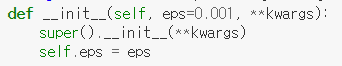 def __init__(self, eps=0.001, **kwargs):
    super().__init__(**kwargs)
    self.eps = eps